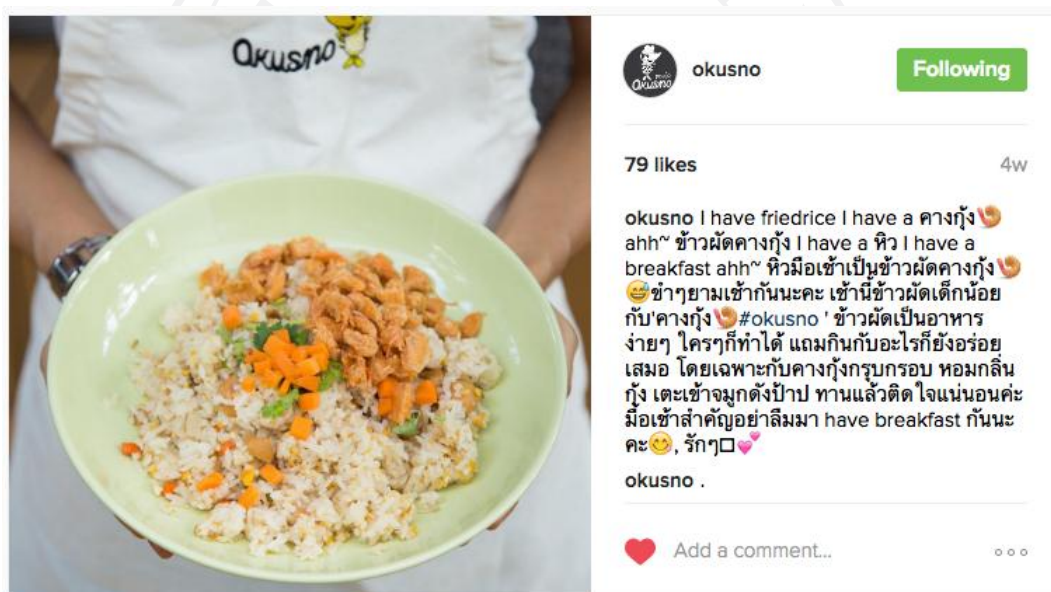 Okusno
okusno
Following
Okusno
79 likes
4w
okusno I have friedrice I have a คางกุ้ง🍤
ahh~ ข้าวผัดคางกุ้ง I have a หิว I have a
breakfast ahh~ หิวมือเช้าเป็นข้าวผัดคางกุ้ง🍤
😅ขำๆยามเช้ากันนะคะ เช้านี้ข้าวผัดเด็กน้อย
กับ'คางกุ้ง🍤#okusno ' ข้าวผัดเป็นอาหาร
ง่ายๆ ใครๆก็ทำได้ แถมกินกับอะไรก็ยังอร่อย
เสมอ โดยเฉพาะกับคางกุ้งกรุบกรอบ หอมกลิ่น
กุ้ง เตะเข้าจมูกดังป้าป ทานแล้วติดใจแน่นอนค่ะ
มื้อเช้าสำคัญอย่าลืมมา have breakfast กันนะ
คะ😋, รักๆ□💕
okusno .
Add a comment...